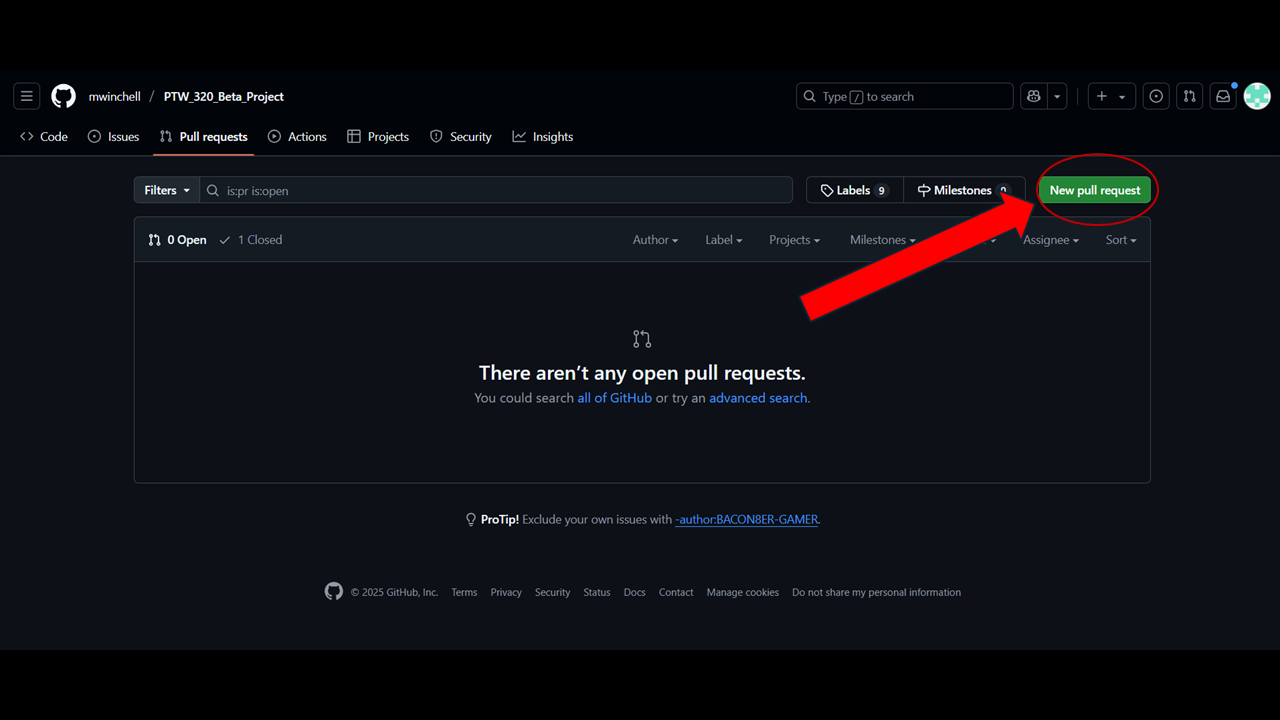 mwinchell / PTW_320_Beta_Project
Type / to search
Code Issues Pull requests Actions Projects Security Insights
Filters is:pr is:open Labels 9 Milestones New pull request
0 Open 1 Closed Author Label Projects Milestones Assignee Sort
There aren't any open pull requests.
You could search all of GitHub or try an advanced search.
ProTip! Exclude your own issues with -author:BACON8ER-GAMER.
© 2025 GitHub, Inc. Terms Privacy Security Status Docs Contact Manage cookies Do not share my personal information